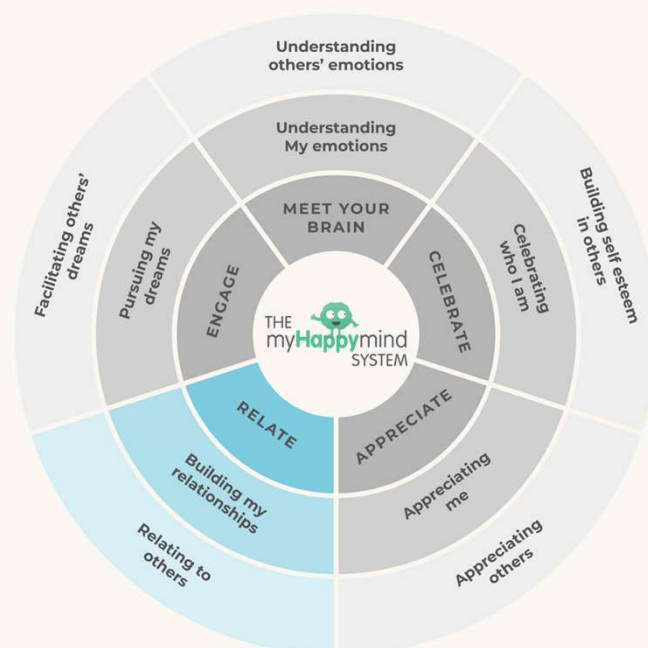 Understanding
others' emotions
Understanding
My emotions
MEET YOUR
BRAIN
Building self esteem
in others
Celebrating
who I am
CELEBRATE
Appreciating
others
Appreciating
me
APPRECIATE
Relating to
others
Building my
relationships
RELATE
Facilitating others'
dreams
Pursuing my
dreams
ENGAGE
THE
myHappymind
SYSTEM